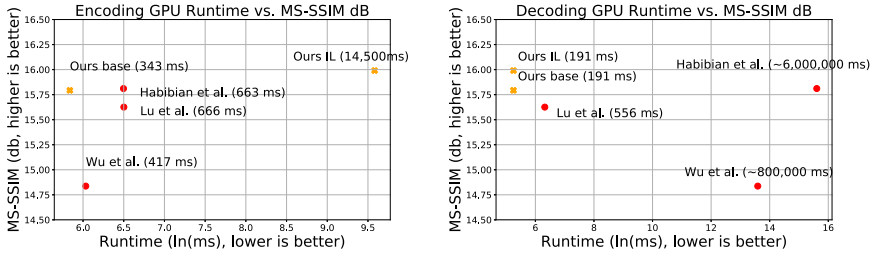 Encoding GPU Runtime vs. MS-SSIM dB
MS-SSIM (db, higher is better)
16.50
16.25
16.00
15.75
15.50
15.25
15.00
14.75
14.50
Ours IL (14,500ms)
Ours base (343 ms)
Habibian et al. (663 ms)
Lu et al. (666 ms)
Wu et al. (417 ms)
6.0 6.5 7.0 7.5 8.0 8.5 9.0 9.5
Runtime (ln(ms), lower is better)
Decoding GPU Runtime vs. MS-SSIM dB
MS-SSIM (db, higher is better)
16.50
16.25
16.00
15.75
15.50
15.25
15.00
14.75
14.50
Ours IL (191 ms)
Habibian et al. (~6,000,000 ms)
Ours base (191 ms)
Lu et al. (556 ms)
Wu et al. (~800,000 ms)
6 8 10 12 14 16
Runtime (ln(ms), lower is better)